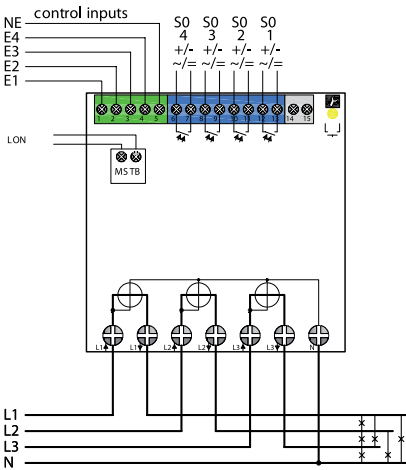 control inputs
NE
E4
E3
E2
E1
S0 S0 S0 S0
4 3 2 1
+/- +/- +/- +/-
~/= ~/= ~/= ~/=
1 2 3 4 5 6 7 8 9 10 11 12 13 14 15
LON
MS TB
L1 L1 L2 L2 L3 L3 N
L1
L2
L3
N